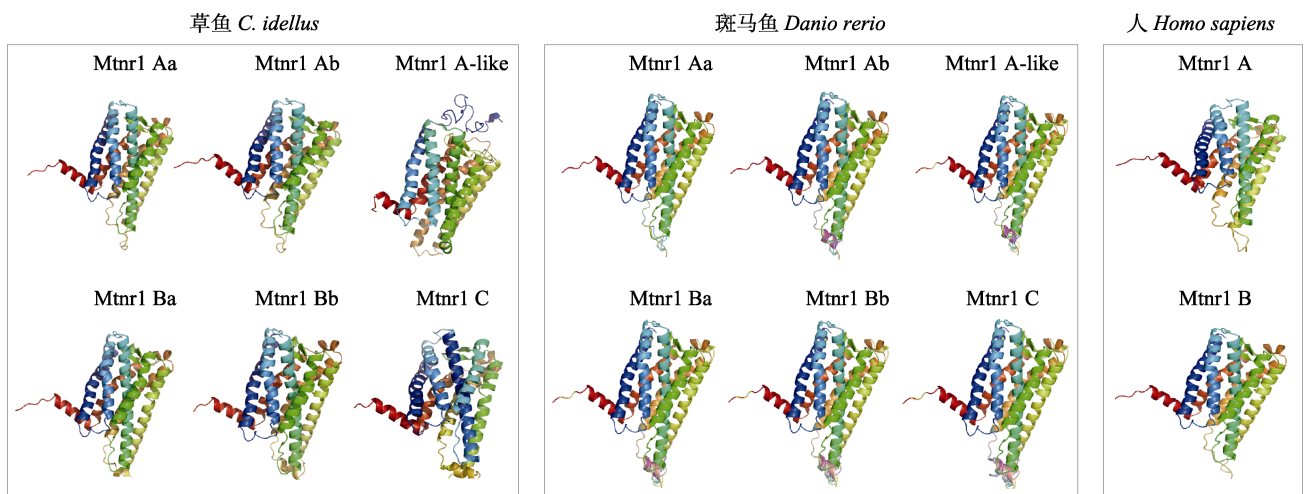 草鱼 C. idellus
斑马鱼 Danio rerio
人 Homo sapiens
Mtnr1 Aa
Mtnr1 Ab
Mtnr1 A-like
Mtnr1 Aa
Mtnr1 Ab
Mtnr1 A-like
Mtnr1 A
Mtnr1 Ba
Mtnr1 Bb
Mtnr1 C
Mtnr1 Ba
Mtnr1 Bb
Mtnr1 C
Mtnr1 B